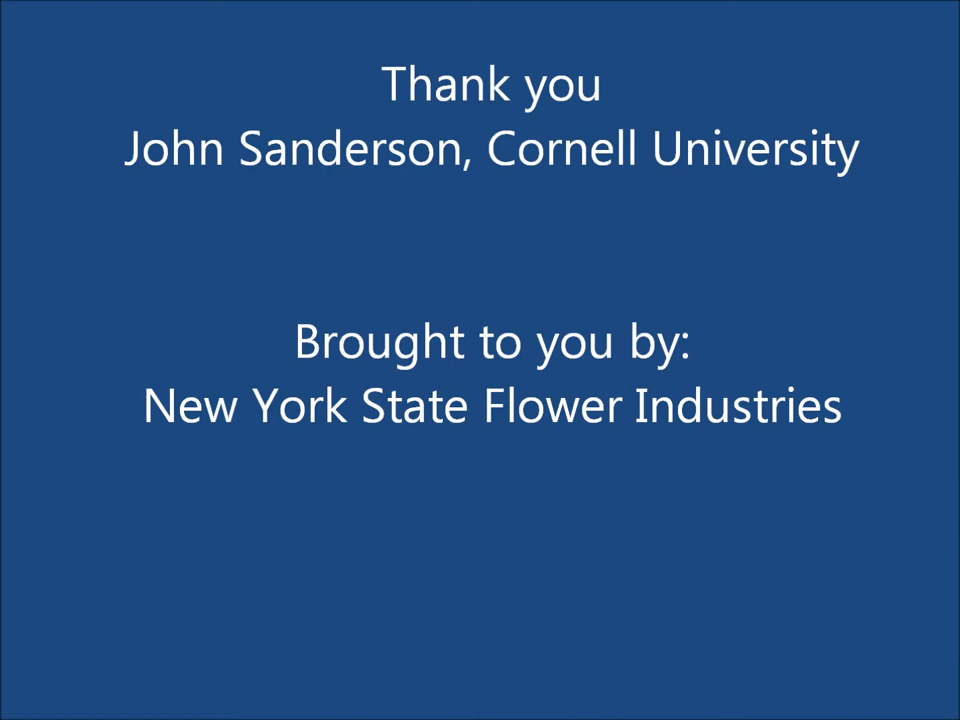 Thank you
John Sanderson, Cornell University
Brought to you by:
New York State Flower Industries